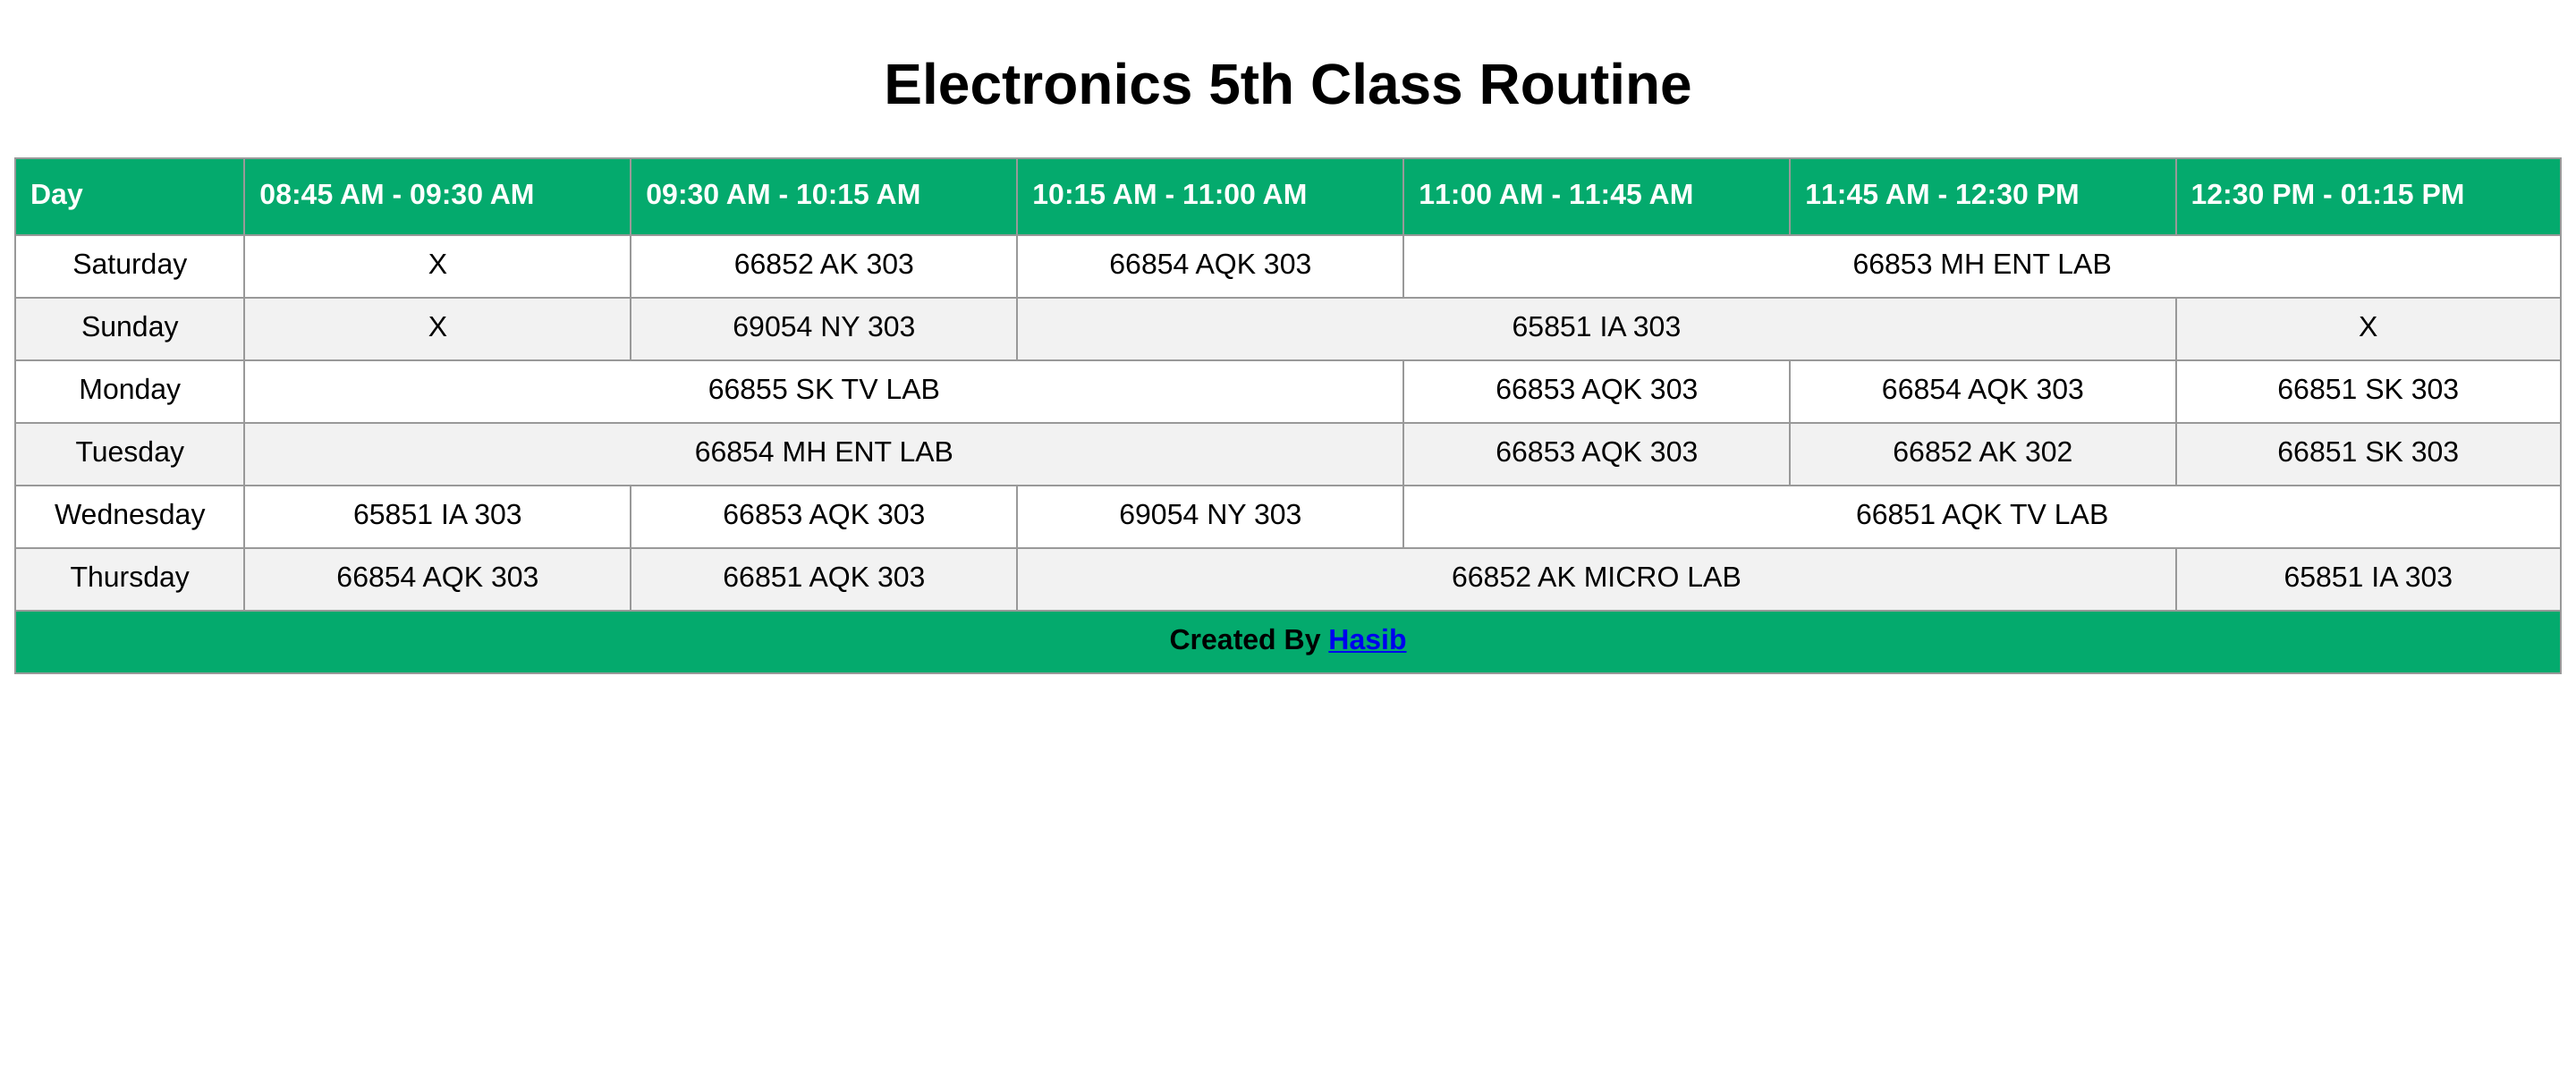 Electronics 5th Class Routine
Day 08:45 AM - 09:30 AM 09:30 AM - 10:15 AM 10:15 AM - 11:00 AM 11:00 AM - 11:45 AM 11:45 AM - 12:30 PM 12:30 PM - 01:15 PM
Saturday X 66852 AK 303 66854 AQK 303 66853 MH ENT LAB
Sunday X 69054 NY 303 65851 IA 303 X
Monday 66855 SK TV LAB 66853 AQK 303 66854 AQK 303 66851 SK 303
Tuesday 66854 MH ENT LAB 66853 AQK 303 66852 AK 302 66851 SK 303
Wednesday 65851 IA 303 66853 AQK 303 69054 NY 303 66851 AQK TV LAB
Thursday 66854 AQK 303 66851 AQK 303 66852 AK MICRO LAB 65851 IA 303
Created By Hasib